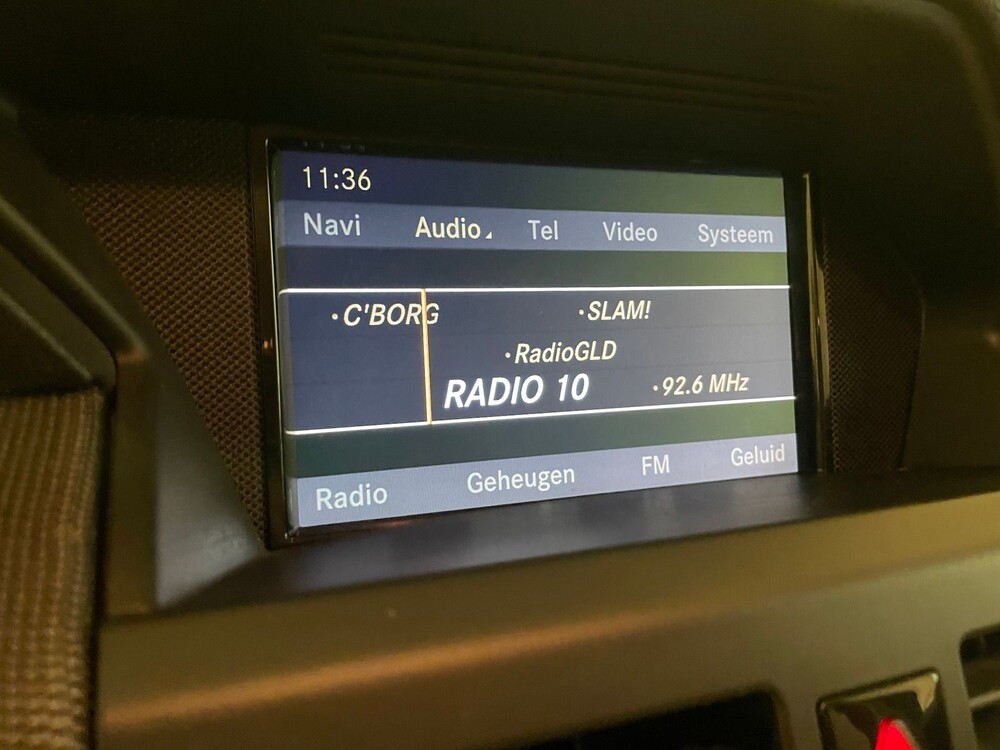 11:36
Navi Audio Tel Video Systeem
·C'BORG ·SLAM!
·RadioGLD
RADIO 10 ·92.6 MHz
Radio Geheugen FM Geluid